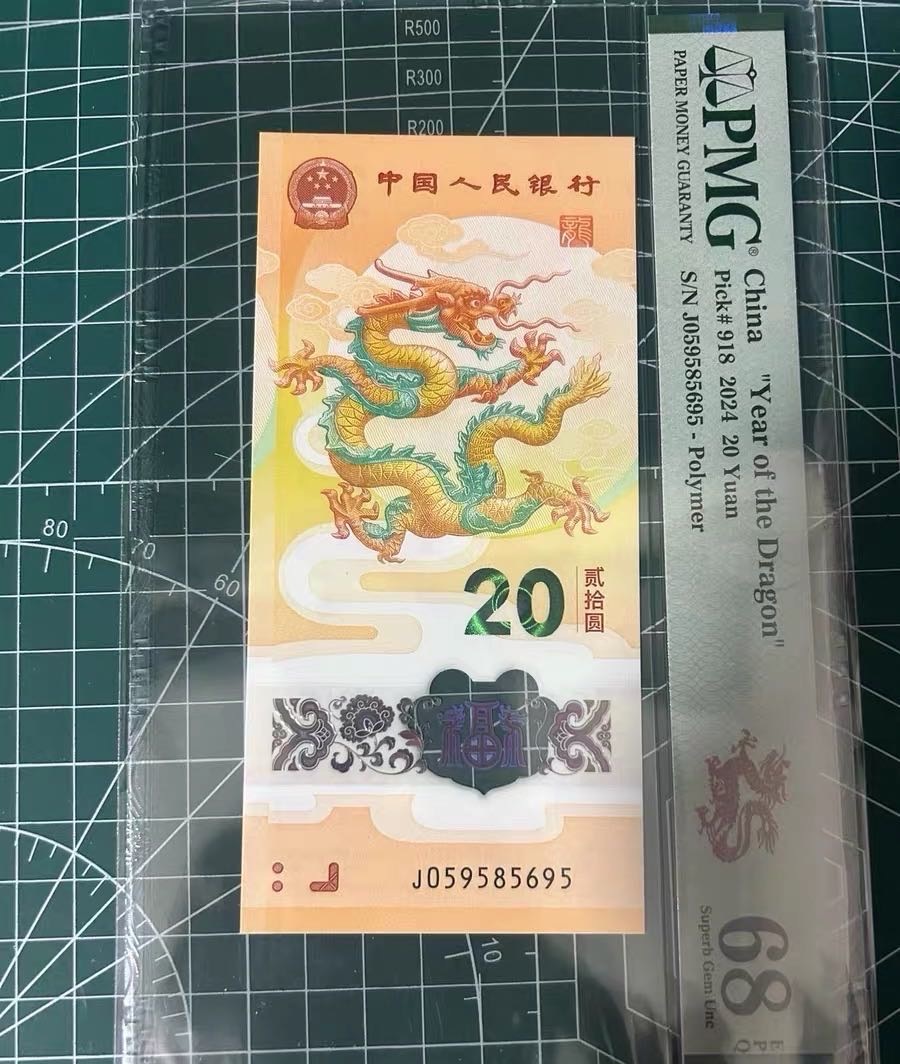 R500
R300
R200
中国人民银行
龍
20
贰拾圆
福
J059585695
80
70
60
10
PMG®
PAPER MONEY GUARANTY
China "Year of the Dragon"
Pick# 918 2024 20 Yuan
S/N J059585695 - Polymer
68 EPQ
Superb Gem Unc